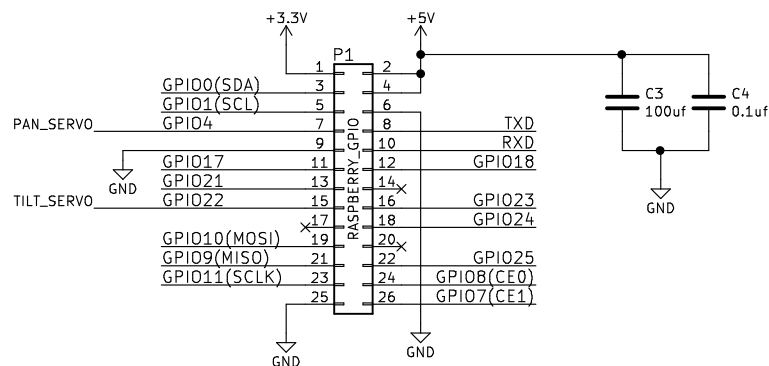 +3.3V
+5V
P1
1
2
GPIO0(SDA)
3
4
GPIO1(SCL)
5
6
PAN_SERVO
GPIO4
7
8
TXD
9
10
RXD
GPIO17
11
12
GPIO18
GPIO21
13
14
TILT_SERVO
GPIO22
15
16
GPIO23
17
18
GPIO24
GPIO10(MOSI)
19
20
GPIO9(MISO)
21
22
GPIO25
GPIO11(SCLK)
23
24
GPIO8(CE0)
25
26
GPIO7(CE1)
RASPBERRY_GPIO
GND
GND
GND
C3
100uf
C4
0.1uf
GND